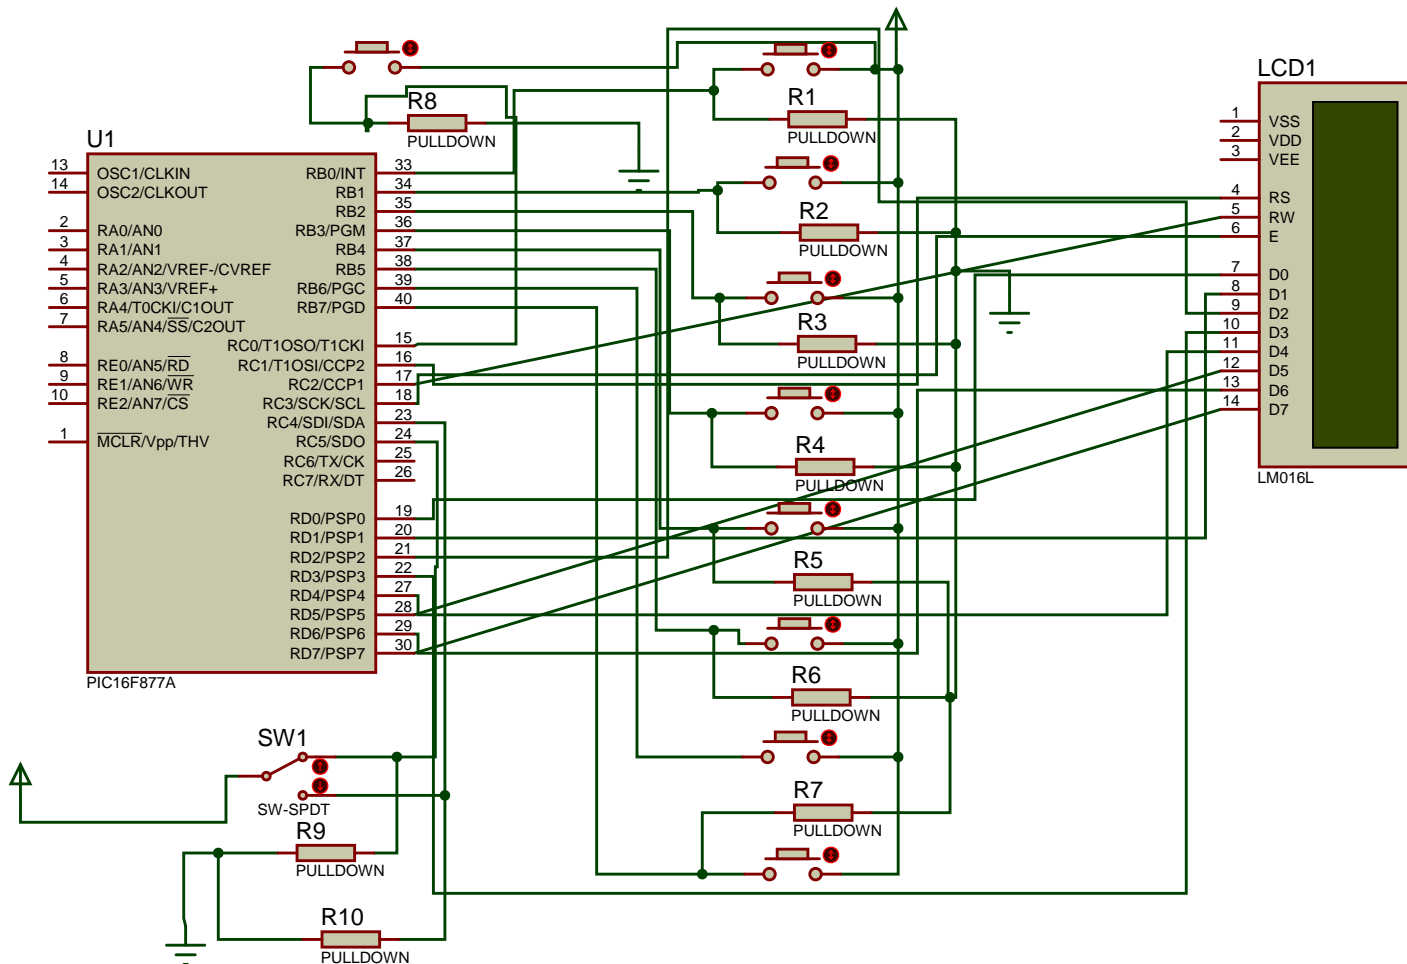 LCD1
R8
PULLDOWN
R1
PULLDOWN
U1
13 OSC1/CLKIN
14 OSC2/CLKOUT
2 RA0/AN0
3 RA1/AN1
4 RA2/AN2/VREF-/CVREF
5 RA3/AN3/VREF+
6 RA4/T0CKI/C1OUT
7 RA5/AN4/SS/C2OUT
8 RE0/AN5/RD
9 RE1/AN6/WR
10 RE2/AN7/CS
1 MCLR/Vpp/THV
RB0/INT 33
RB1 34
RB2 35
RB3/PGM 36
RB4 37
RB5 38
RB6/PGC 39
RB7/PGD 40
RC0/T1OSO/T1CKI 15
RC1/T1OSI/CCP2 16
RC2/CCP1 17
RC3/SCK/SCL 18
RC4/SDI/SDA 23
RC5/SDO 24
RC6/TX/CK 25
RC7/RX/DT 26
RD0/PSP0 19
RD1/PSP1 20
RD2/PSP2 21
RD3/PSP3 22
RD4/PSP4 27
RD5/PSP5 28
RD6/PSP6 29
RD7/PSP7 30
PIC16F877A
R2
PULLDOWN
R3
PULLDOWN
R4
PULLDOWN
R5
PULLDOWN
R6
PULLDOWN
R7
PULLDOWN
1 VSS
2 VDD
3 VEE
4 RS
5 RW
6 E
7 D0
8 D1
9 D2
10 D3
11 D4
12 D5
13 D6
14 D7
LM016L
SW1
SW-SPDT
R9
PULLDOWN
R10
PULLDOWN